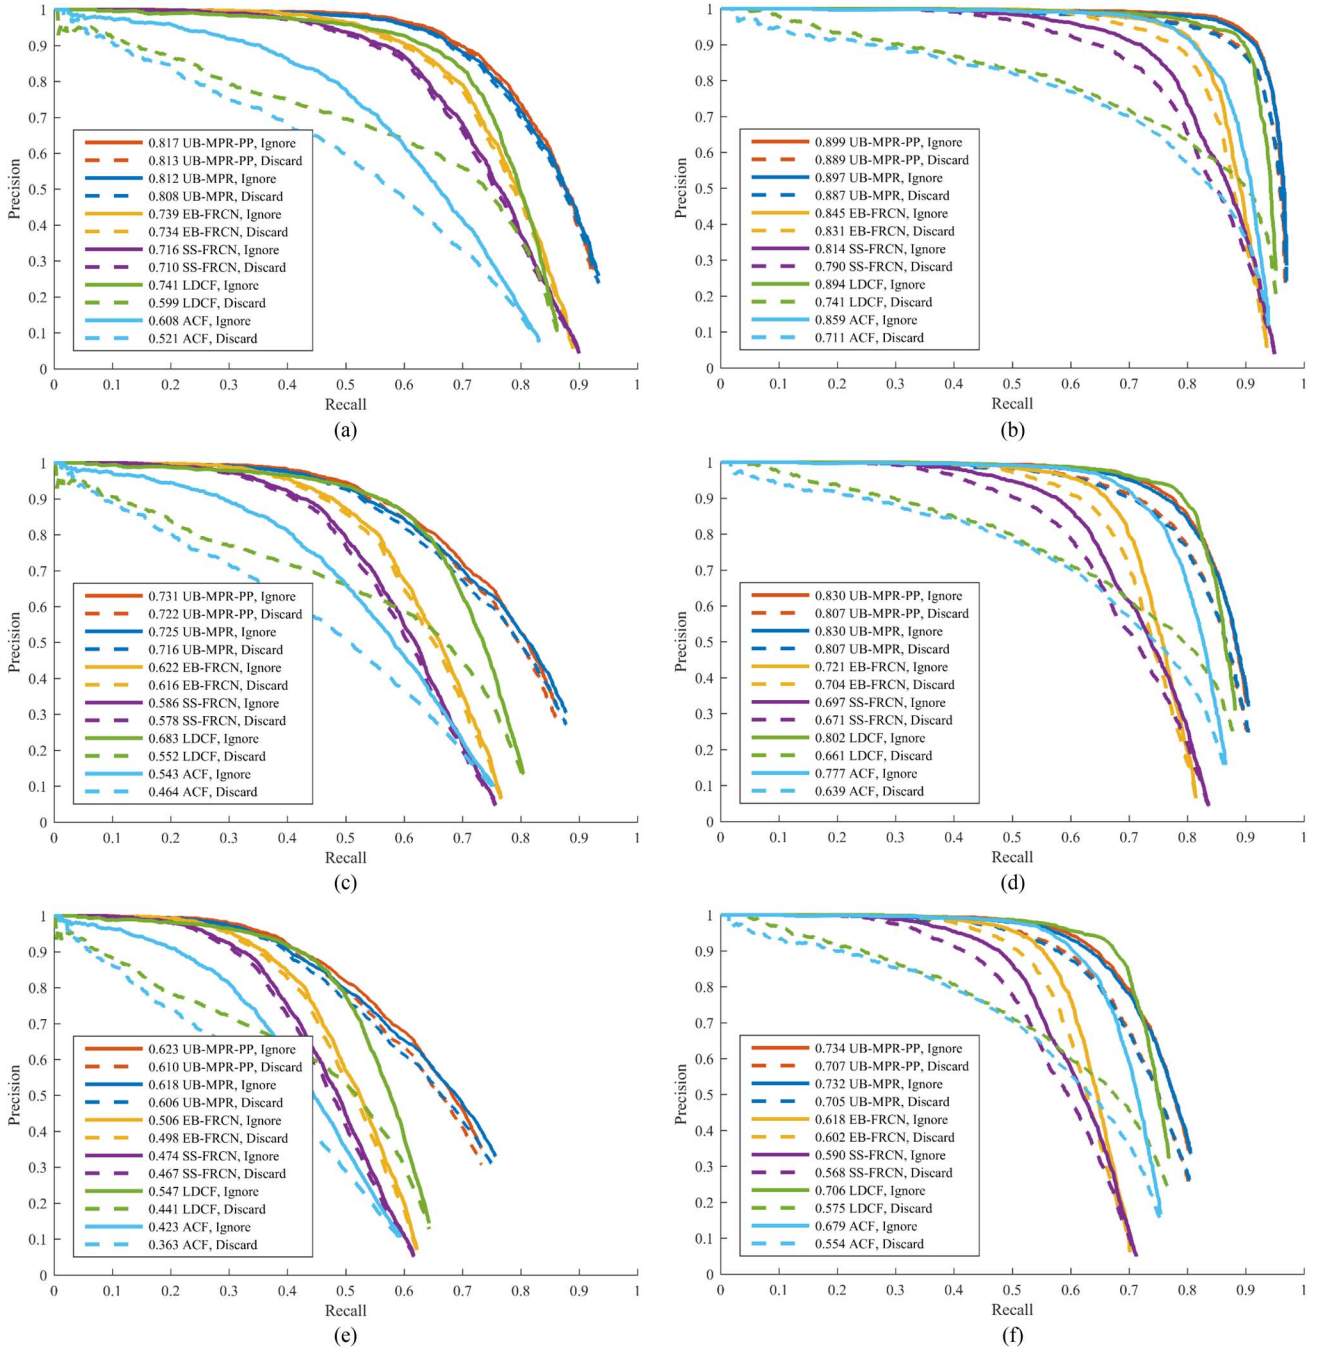 1
0.9
0.8
0.7
0.6
0.5
0.4
0.3
0.2
0.1
0
Precision
0.817 UB-MPR-PP, Ignore
0.813 UB-MPR-PP, Discard
0.812 UB-MPR, Ignore
0.808 UB-MPR, Discard
0.739 EB-FRCN, Ignore
0.734 EB-FRCN, Discard
0.716 SS-FRCN, Ignore
0.710 SS-FRCN, Discard
0.741 LDCF, Ignore
0.599 LDCF, Discard
0.608 ACF, Ignore
0.521 ACF, Discard
0 0.1 0.2 0.3 0.4 0.5 0.6 0.7 0.8 0.9 1
Recall
(a)
1
0.9
0.8
0.7
0.6
0.5
0.4
0.3
0.2
0.1
0
Precision
0.899 UB-MPR-PP, Ignore
0.889 UB-MPR-PP, Discard
0.897 UB-MPR, Ignore
0.887 UB-MPR, Discard
0.845 EB-FRCN, Ignore
0.831 EB-FRCN, Discard
0.814 SS-FRCN, Ignore
0.790 SS-FRCN, Discard
0.894 LDCF, Ignore
0.741 LDCF, Discard
0.859 ACF, Ignore
0.711 ACF, Discard
0 0.1 0.2 0.3 0.4 0.5 0.6 0.7 0.8 0.9 1
Recall
(b)
1
0.9
0.8
0.7
0.6
0.5
0.4
0.3
0.2
0.1
0
Precision
0.731 UB-MPR-PP, Ignore
0.722 UB-MPR-PP, Discard
0.725 UB-MPR, Ignore
0.716 UB-MPR, Discard
0.622 EB-FRCN, Ignore
0.616 EB-FRCN, Discard
0.586 SS-FRCN, Ignore
0.578 SS-FRCN, Discard
0.683 LDCF, Ignore
0.552 LDCF, Discard
0.543 ACF, Ignore
0.464 ACF, Discard
0 0.1 0.2 0.3 0.4 0.5 0.6 0.7 0.8 0.9 1
Recall
(c)
1
0.9
0.8
0.7
0.6
0.5
0.4
0.3
0.2
0.1
0
Precision
0.830 UB-MPR-PP, Ignore
0.807 UB-MPR-PP, Discard
0.830 UB-MPR, Ignore
0.807 UB-MPR, Discard
0.721 EB-FRCN, Ignore
0.704 EB-FRCN, Discard
0.697 SS-FRCN, Ignore
0.671 SS-FRCN, Discard
0.802 LDCF, Ignore
0.661 LDCF, Discard
0.777 ACF, Ignore
0.639 ACF, Discard
0 0.1 0.2 0.3 0.4 0.5 0.6 0.7 0.8 0.9 1
Recall
(d)
1
0.9
0.8
0.7
0.6
0.5
0.4
0.3
0.2
0.1
0
Precision
0.623 UB-MPR-PP, Ignore
0.610 UB-MPR-PP, Discard
0.618 UB-MPR, Ignore
0.606 UB-MPR, Discard
0.506 EB-FRCN, Ignore
0.498 EB-FRCN, Discard
0.474 SS-FRCN, Ignore
0.467 SS-FRCN, Discard
0.547 LDCF, Ignore
0.441 LDCF, Discard
0.423 ACF, Ignore
0.363 ACF, Discard
0 0.1 0.2 0.3 0.4 0.5 0.6 0.7 0.8 0.9 1
Recall
(e)
1
0.9
0.8
0.7
0.6
0.5
0.4
0.3
0.2
0.1
0
Precision
0.734 UB-MPR-PP, Ignore
0.707 UB-MPR-PP, Discard
0.732 UB-MPR, Ignore
0.705 UB-MPR, Discard
0.618 EB-FRCN, Ignore
0.602 EB-FRCN, Discard
0.590 SS-FRCN, Ignore
0.568 SS-FRCN, Discard
0.706 LDCF, Ignore
0.575 LDCF, Discard
0.679 ACF, Ignore
0.554 ACF, Discard
0 0.1 0.2 0.3 0.4 0.5 0.6 0.7 0.8 0.9 1
Recall
(f)